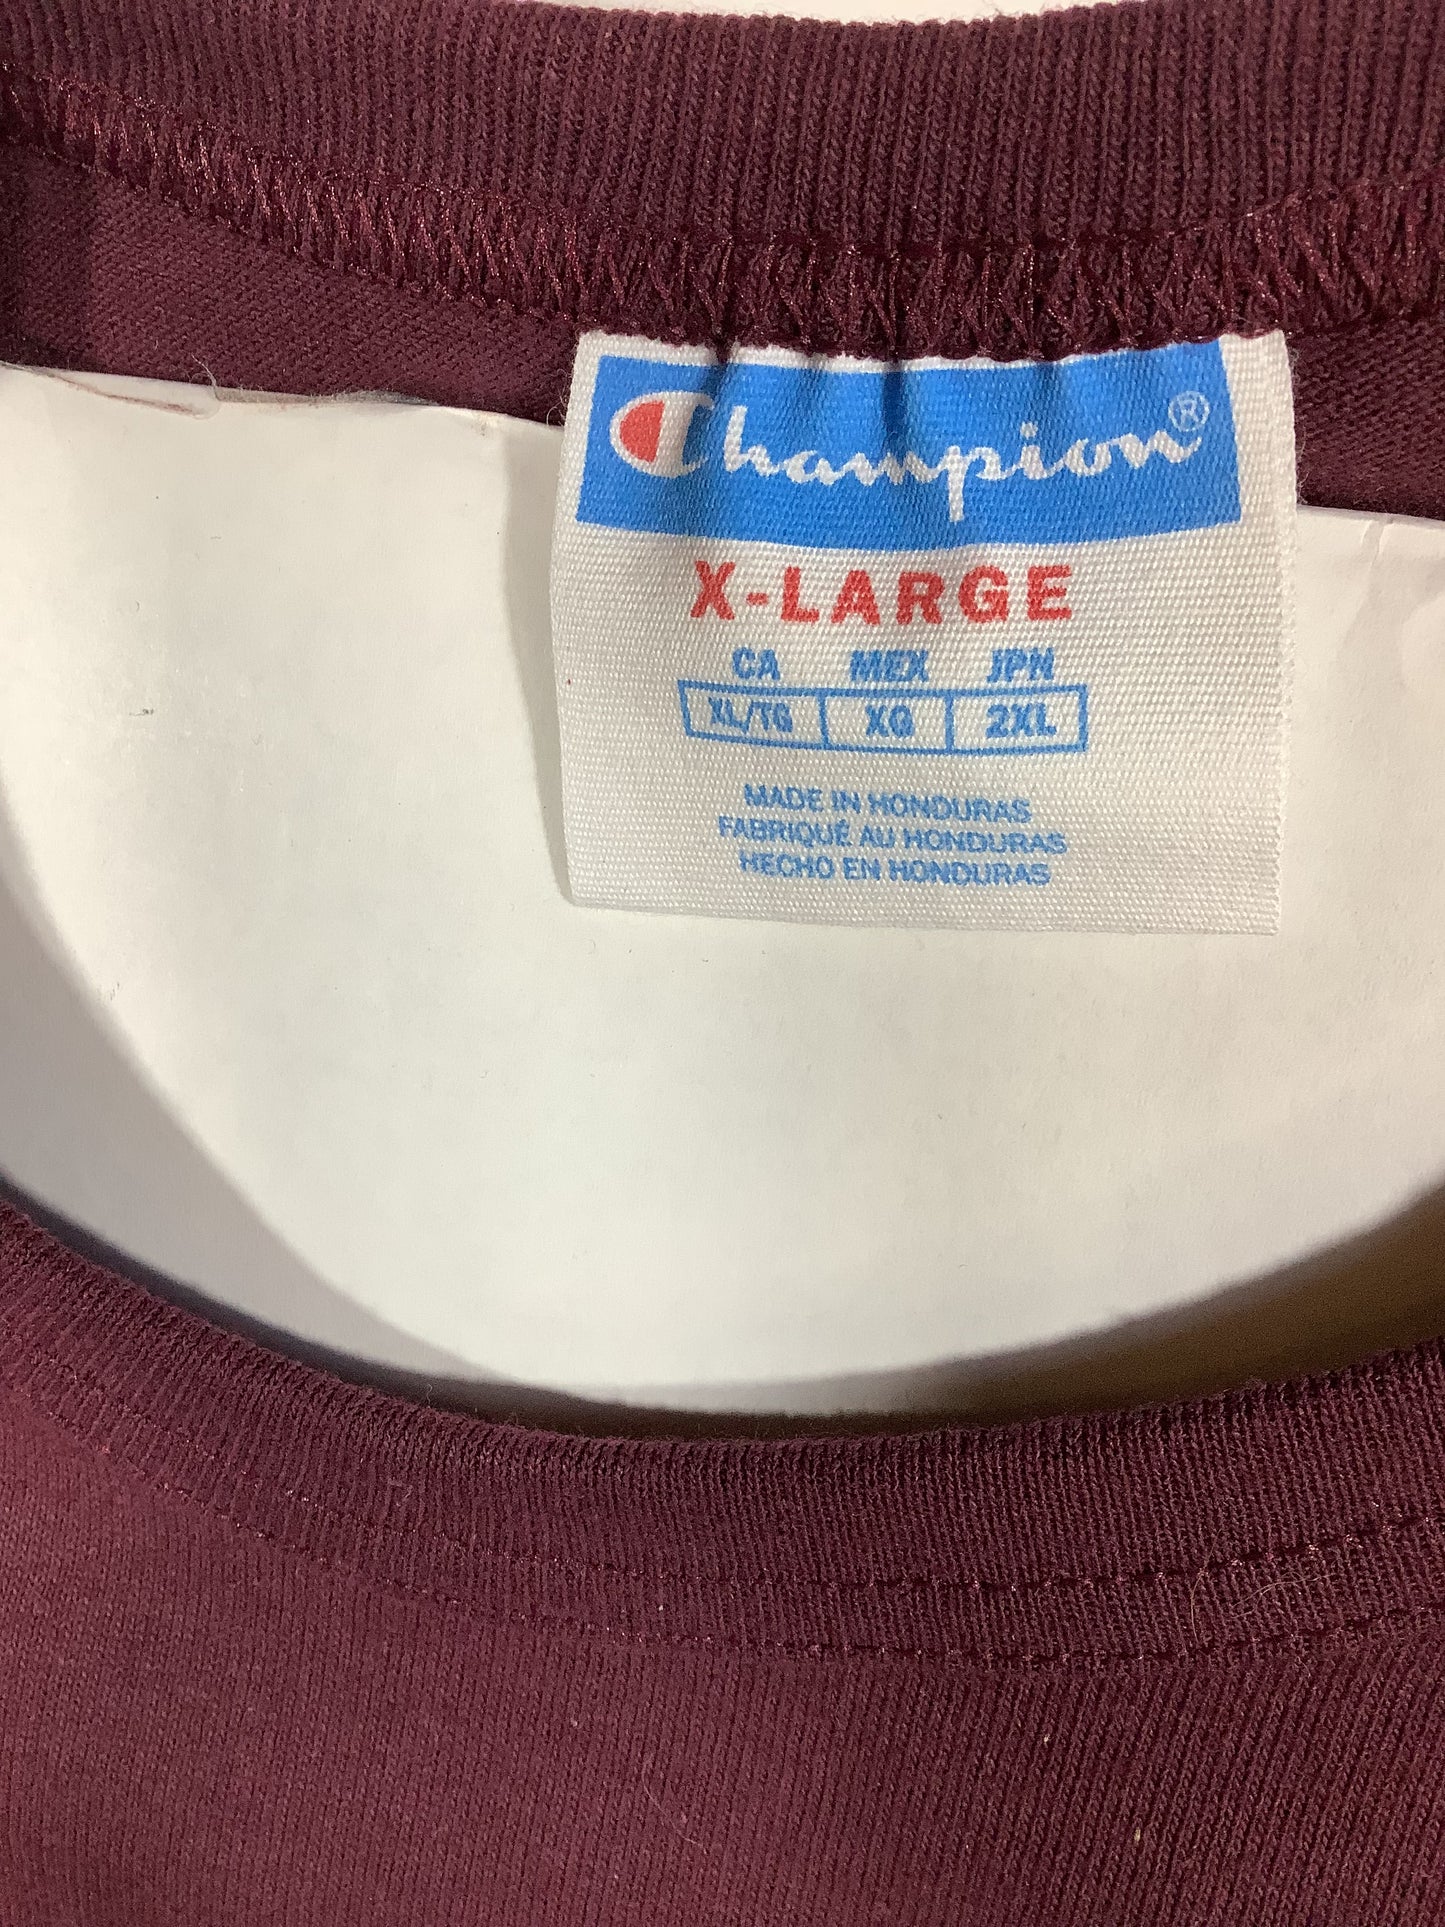 Champion®
X-LARGE
CA MEX JPN
XL/TG XG 2XL
MADE IN HONDURAS
FABRIQUÉ AU HONDURAS
HECHO EN HONDURAS